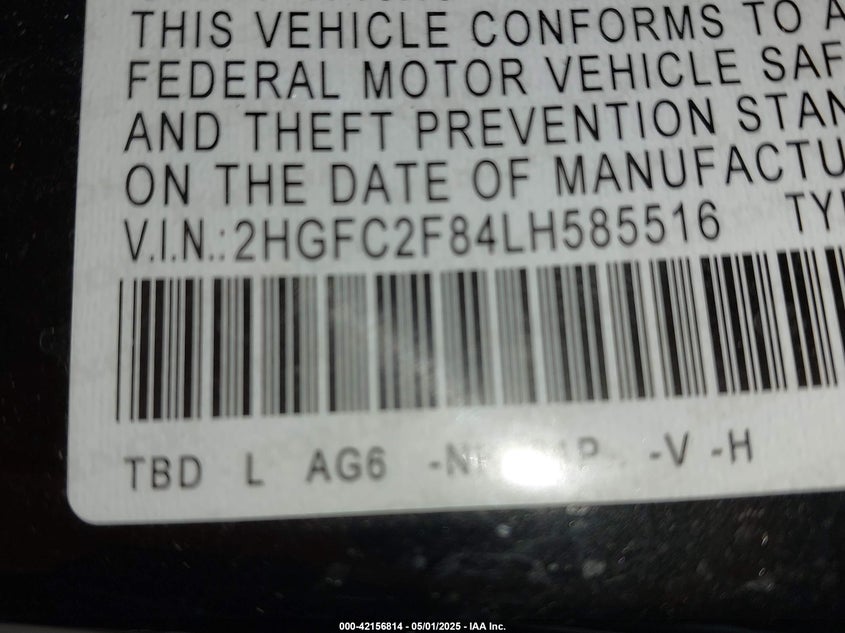 THIS VEHICLE CONFORMS TO A
FEDERAL MOTOR VEHICLE SAF
AND THEFT PREVENTION STAN
ON THE DATE OF MANUFACTU
V.I.N.:2HGFC2F84LH585516 TYP
TBD L AG6 -V -H
000-42156814 - 05/01/2025 - IAA Inc.